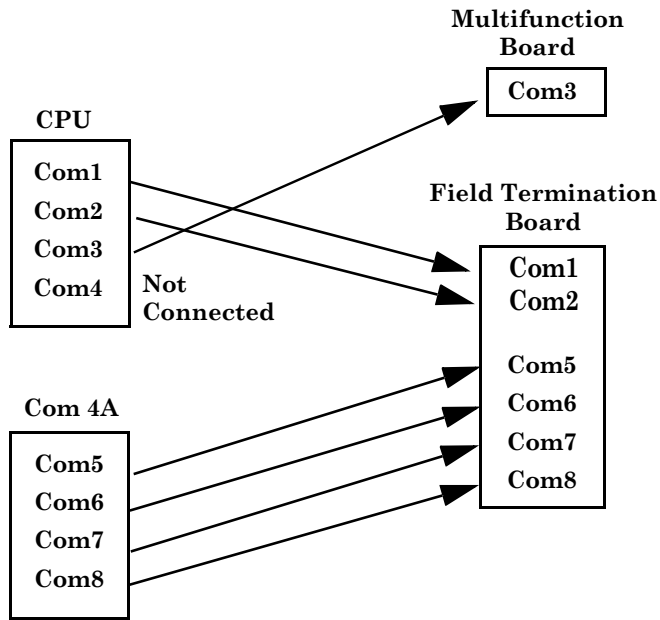 Multifunction
Board
Com3
CPU
Com1
Com2
Com3
Com4
Not
Connected
Field Termination
Board
Com1
Com2
Com5
Com6
Com7
Com8
Com 4A
Com5
Com6
Com7
Com8